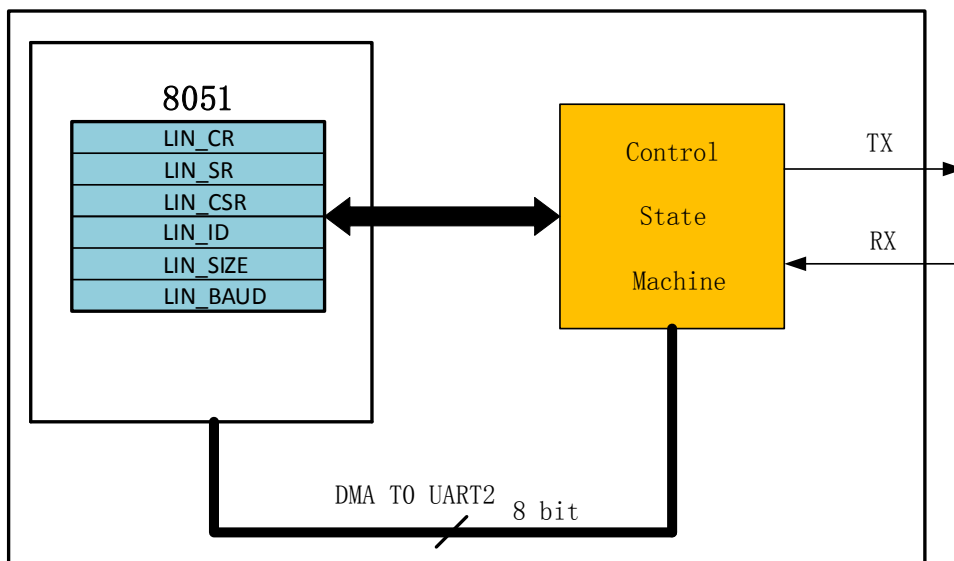 8051
LIN_CR
LIN_SR
LIN_CSR
LIN_ID
LIN_SIZE
LIN_BAUD
Control
State
Machine
TX
RX
DMA TO UART2
8 bit